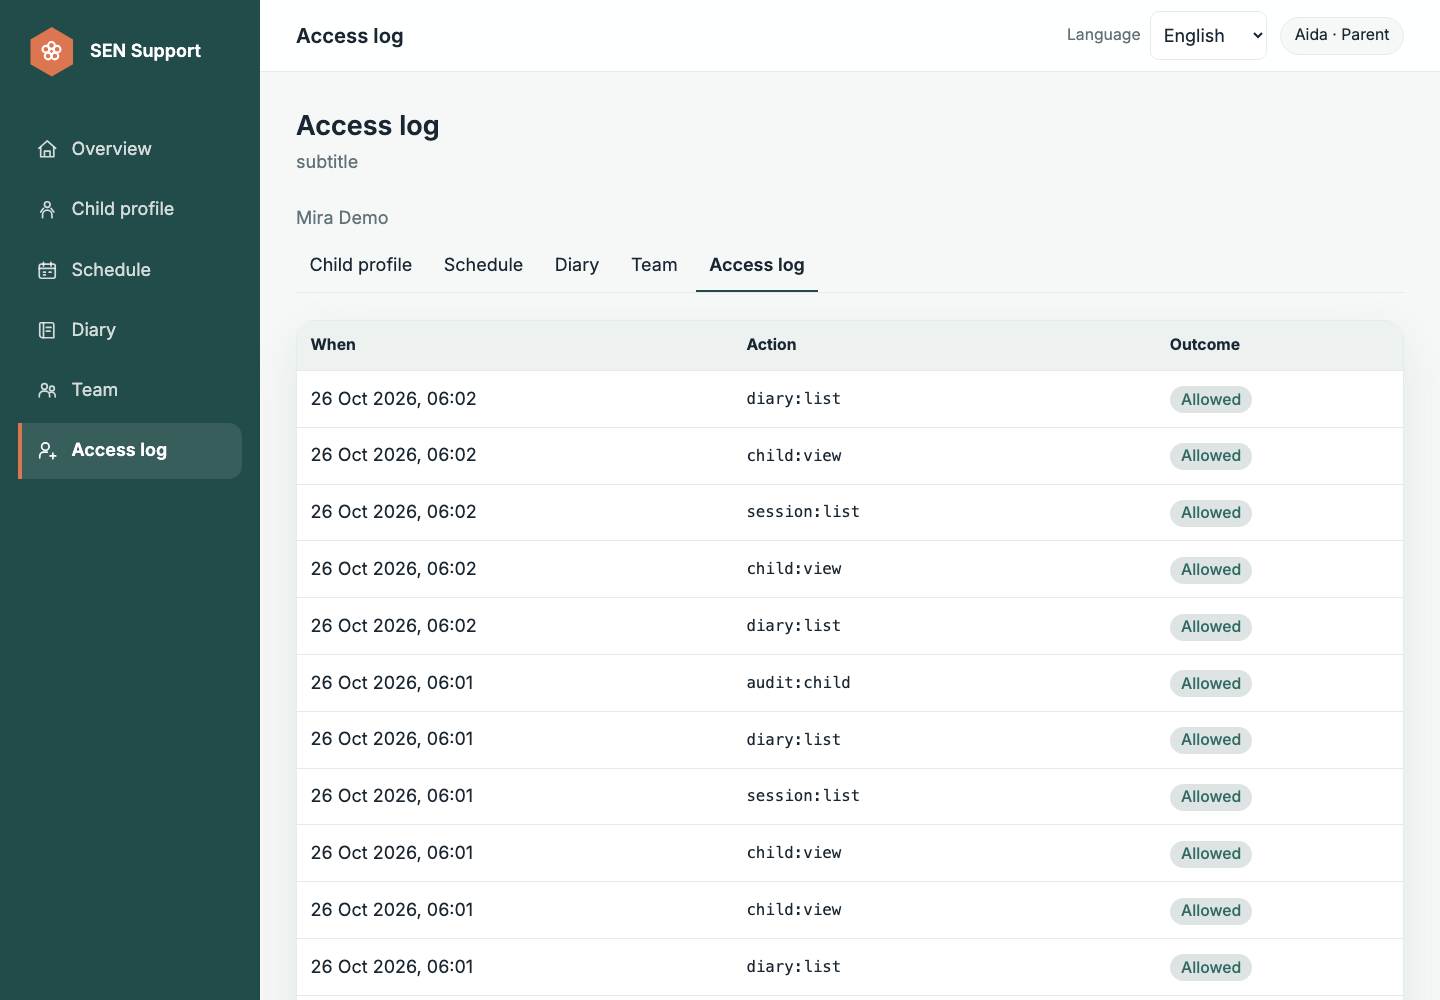 SEN Support
Overview
Child profile
Schedule
Diary
Team
Access log
Access log
Language
English
Aida · Parent
Access log
subtitle
Mira Demo
Child profile Schedule Diary Team Access log
When Action Outcome
26 Oct 2026, 06:02 diary:list Allowed
26 Oct 2026, 06:02 child:view Allowed
26 Oct 2026, 06:02 session:list Allowed
26 Oct 2026, 06:02 child:view Allowed
26 Oct 2026, 06:02 diary:list Allowed
26 Oct 2026, 06:01 audit:child Allowed
26 Oct 2026, 06:01 diary:list Allowed
26 Oct 2026, 06:01 session:list Allowed
26 Oct 2026, 06:01 child:view Allowed
26 Oct 2026, 06:01 child:view Allowed
26 Oct 2026, 06:01 diary:list Allowed